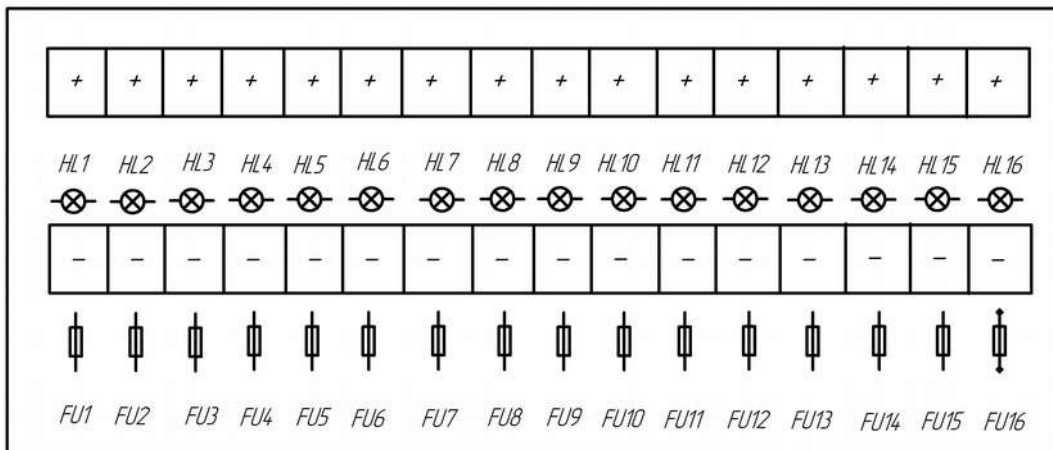 + + + + + + + + + + + + + + + +
HL1 HL2 HL3 HL4 HL5 HL6 HL7 HL8 HL9 HL10 HL11 HL12 HL13 HL14 HL15 HL16
– – – – – – – – – – – – – – – –
FU1 FU2 FU3 FU4 FU5 FU6 FU7 FU8 FU9 FU10 FU11 FU12 FU13 FU14 FU15 FU16